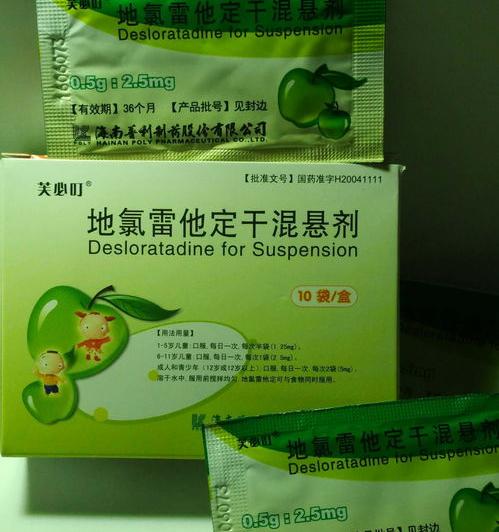 芙必叮
地氯雷他定干混悬剂
Desloratadine for Suspension
0.5g:2.5mg
【有效期】36个月 【产品批号】见封边
海南普利制药股份有限公司
POLY HAINAN POLY PHARMACEUTICAL CO.,LTD.
芙必叮®
【批准文号】国药准字H20041111
地氯雷他定干混悬剂
Desloratadine for Suspension
10 袋/盒
【用法用量】
1-5岁儿童:口服,每日一次,每次半袋(1.25mg)。
6-11岁儿童:口服,每日一次,每次1袋(2.5mg)。
成人和青少年(12岁或12岁以上):口服,每日一次,每次2袋(5mg)。
溶于水中,服用前搅拌均匀,地氯雷他定可与食物同时服用。
海南
芙必叮®
地氯雷他定干混悬剂
Desloratadine for Suspension
0.5g:2.5mg